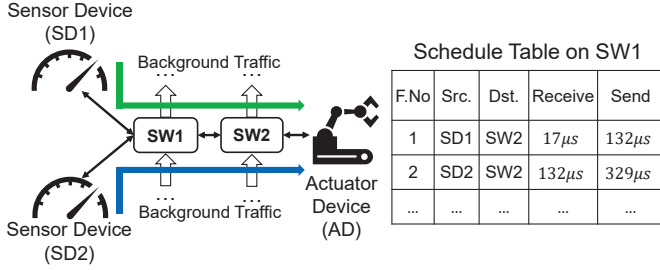 Sensor Device
(SD1)
Background Traffic
...
...
SW1
SW2
...
...
Background Traffic
Sensor Device
(SD2)
Actuator
Device
(AD)
Schedule Table on SW1
F.No Src. Dst. Receive Send
1 SD1 SW2 17μs 132μs
2 SD2 SW2 132μs 329μs
... ... ... ... ...